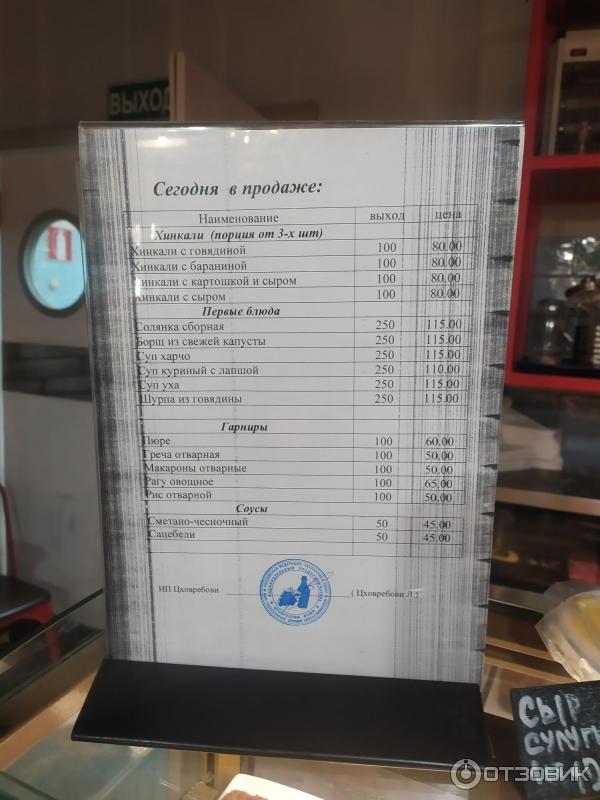 ВЫХОД
Сегодня в продаже:
Наименование выход цена
Хинкали (порция от 3-х шт)
Хинкали с говядиной 100 80.00
Хинкали с бараниной 100 80.00
Хинкали с картошкой и сыром 100 80.00
Хинкали с сыром 100 80.00
Первые блюда
Солянка сборная 250 115.00
Борщ из свежей капусты 250 115.00
Суп харчо 250 115.00
Суп куриный с лапшой 250 110.00
Суп уха 250 115.00
Шурпа из говядины 250 115.00
Гарниры
Пюре 100 60.00
Греча отварная 100 50.00
Макароны отварные 100 50.00
Рагу овощное 100 65.00
Рис отварной 100 50.00
Соусы
Сметано-чесночный 50 45.00
Сацебели 50 45.00
ИП Цховребови ( Цховребови Л )
СЫР
ОТЗОВИК